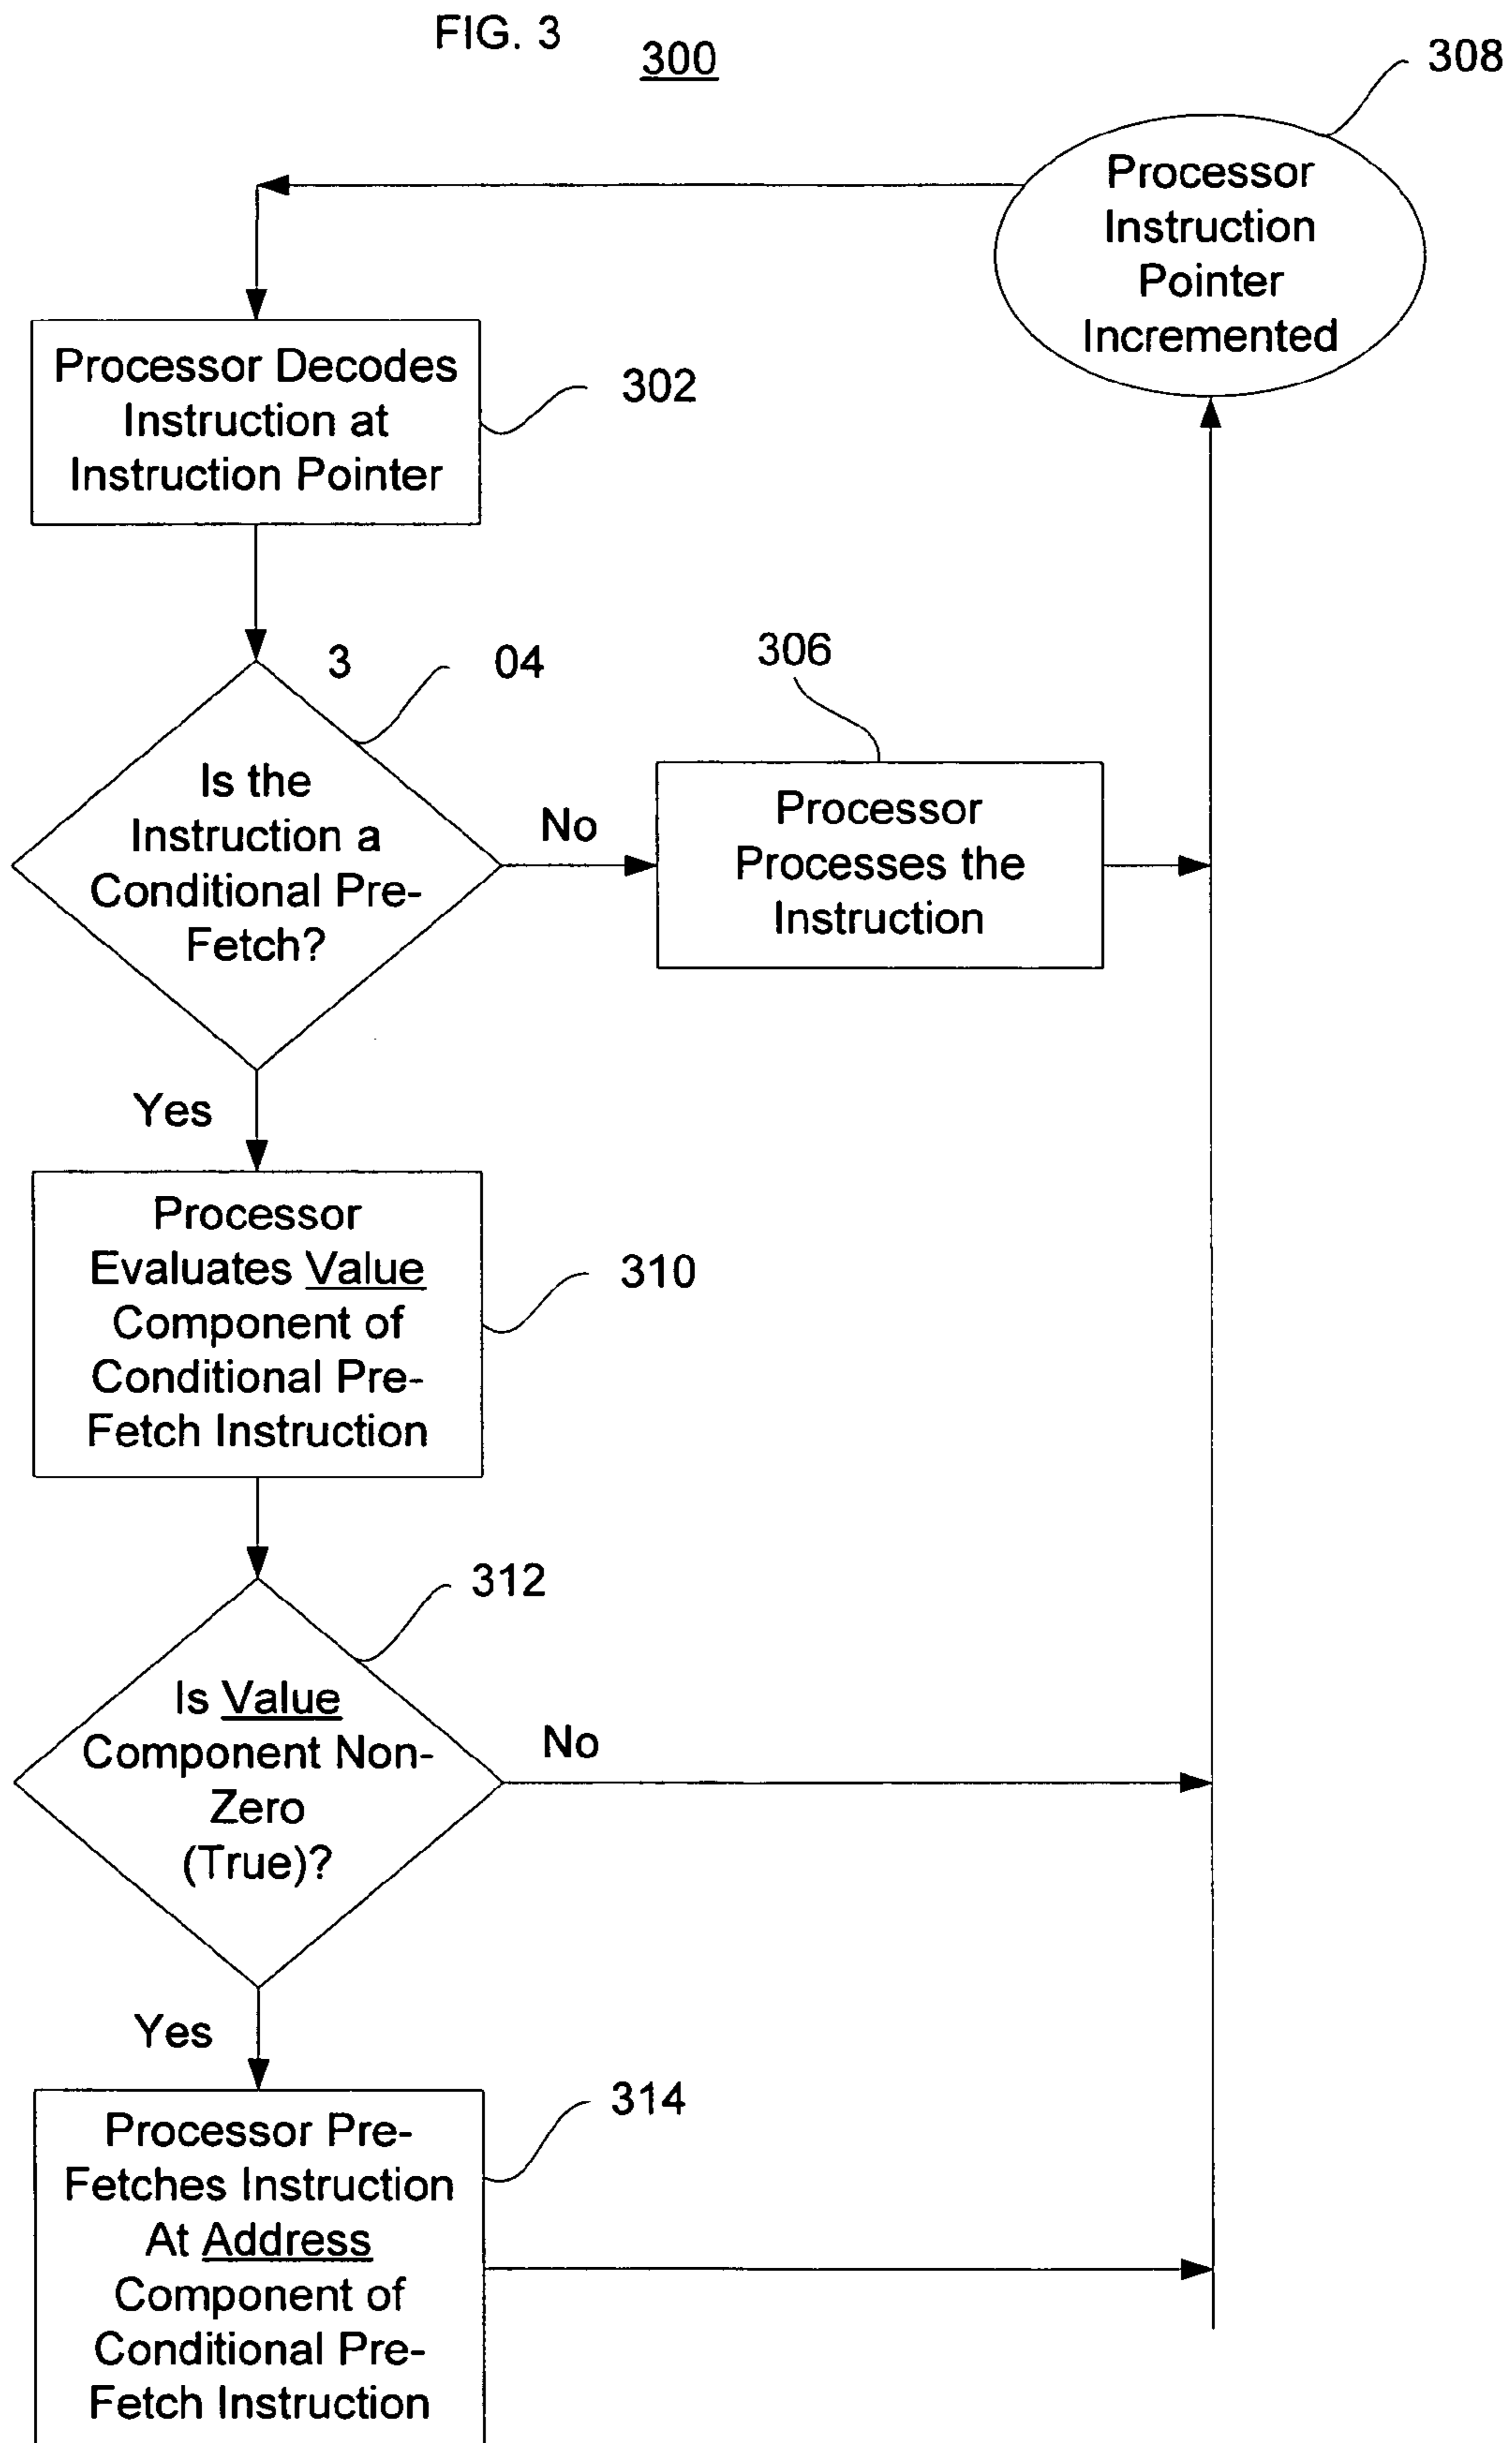 FIG. 3
300
308
Processor
Instruction
Pointer
Incremented
Processor Decodes
Instruction at
Instruction Pointer
302
3 04
Is the
Instruction a
Conditional Pre-
Fetch?
No
306
Processor
Processes the
Instruction
Yes
Processor
Evaluates Value
Component of
Conditional Pre-
Fetch Instruction
310
312
Is Value
Component Non-
Zero
(True)?
No
Yes
314
Processor Pre-
Fetches Instruction
At Address
Component of
Conditional Pre-
Fetch Instruction